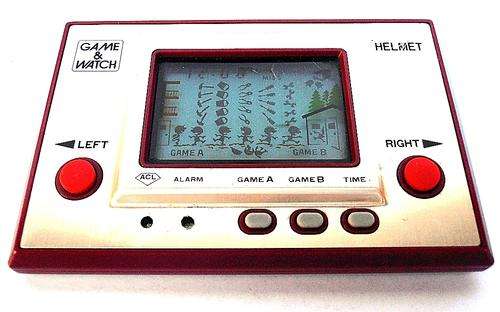 GAME
&
WATCH
HELMET
GAME A
GAME B
LEFT
RIGHT
ACL
ALARM
GAME A
GAME B
TIME